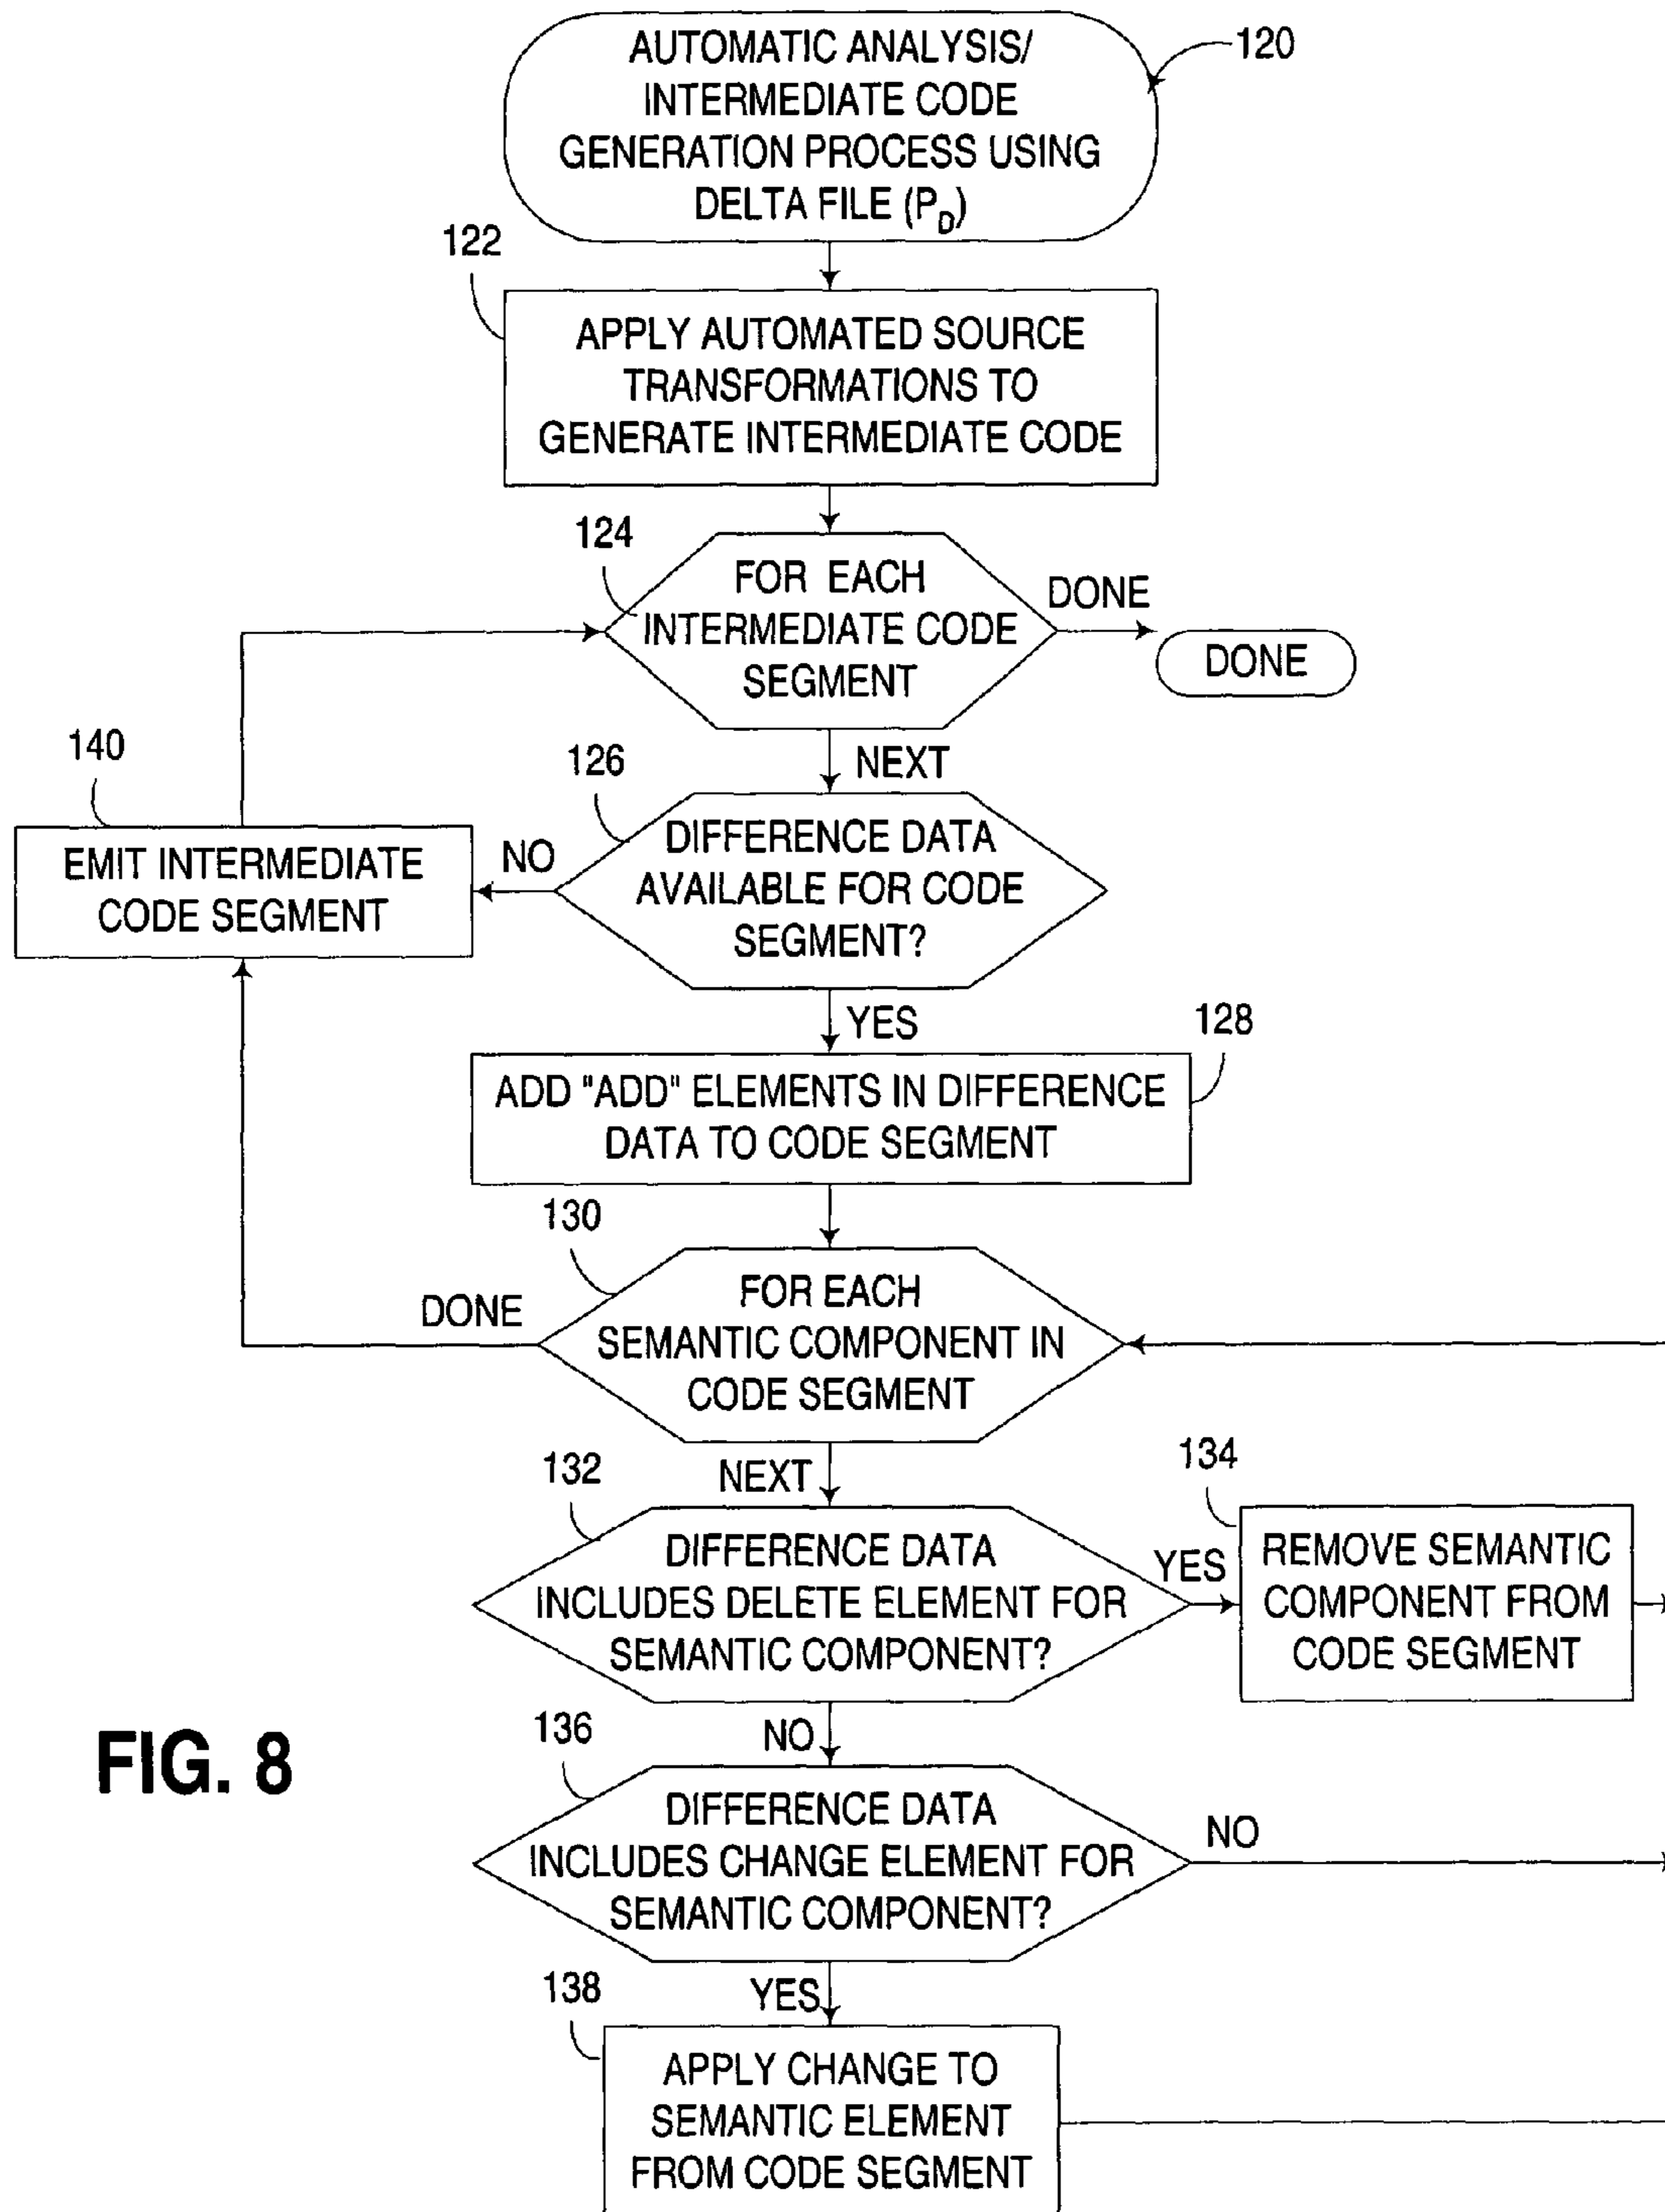 AUTOMATIC ANALYSIS/
INTERMEDIATE CODE
GENERATION PROCESS USING
DELTA FILE (PD)
120
122
APPLY AUTOMATED SOURCE
TRANSFORMATIONS TO
GENERATE INTERMEDIATE CODE
124
FOR EACH
INTERMEDIATE CODE
SEGMENT
DONE
DONE
NEXT
140
EMIT INTERMEDIATE
CODE SEGMENT
NO
126
DIFFERENCE DATA
AVAILABLE FOR CODE
SEGMENT?
YES
128
ADD "ADD" ELEMENTS IN DIFFERENCE
DATA TO CODE SEGMENT
130
FOR EACH
SEMANTIC COMPONENT IN
CODE SEGMENT
DONE
NEXT
132
DIFFERENCE DATA
INCLUDES DELETE ELEMENT FOR
SEMANTIC COMPONENT?
YES
134
REMOVE SEMANTIC
COMPONENT FROM
CODE SEGMENT
NO
136
DIFFERENCE DATA
INCLUDES CHANGE ELEMENT FOR
SEMANTIC COMPONENT?
NO
YES
138
APPLY CHANGE TO
SEMANTIC ELEMENT
FROM CODE SEGMENT
FIG. 8